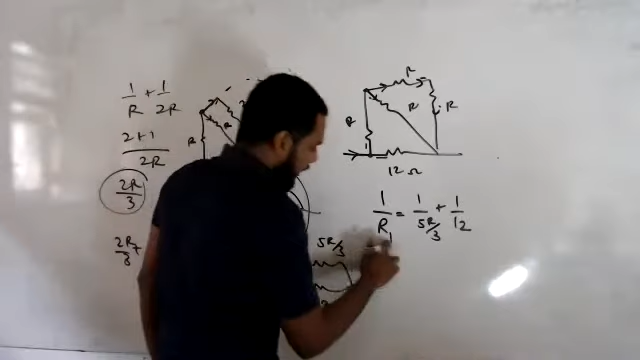 1/R + 1/2R
2+1/2R
2R/3
2R/3 +
R
R
R
R
R
R
12 Ω
1/R₁ = 1/5R/3 + 1/12
5R/3